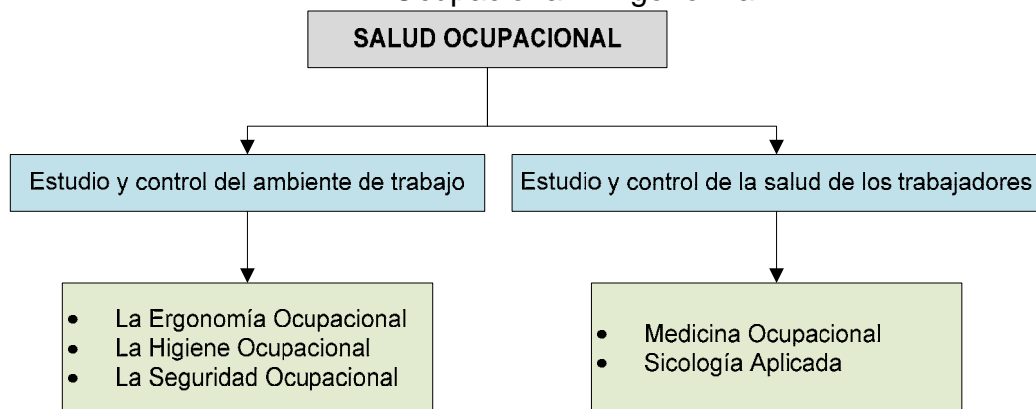 SALUD OCUPACIONAL
Estudio y control del ambiente de trabajo
Estudio y control de la salud de los trabajadores
• La Ergonomía Ocupacional
• La Higiene Ocupacional
• La Seguridad Ocupacional
• Medicina Ocupacional
• Sicología Aplicada